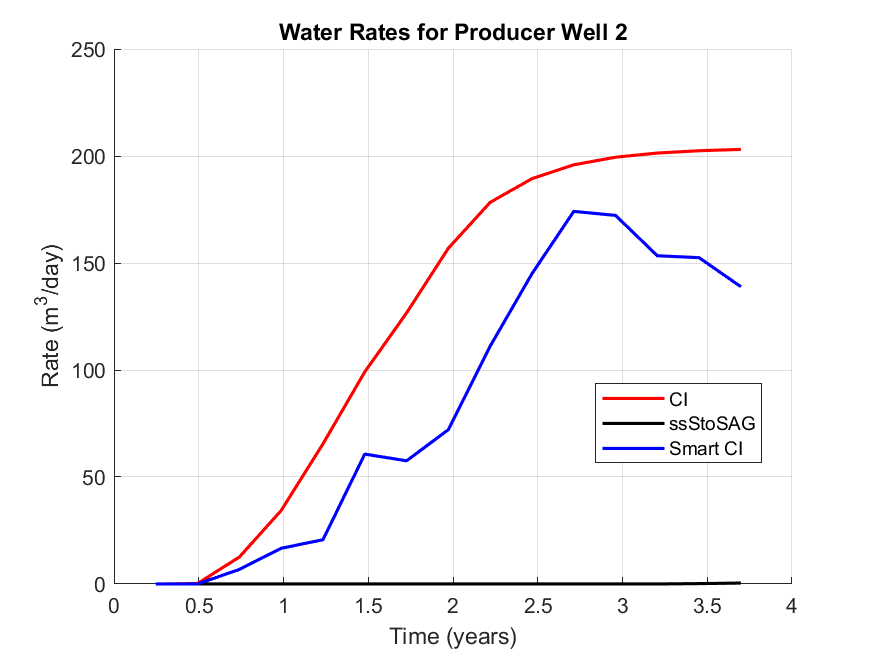 Water Rates for Producer Well 2
250
200
150
100
50
0
Rate (m³/day)
CI
ssStoSAG
Smart CI
0 0.5 1 1.5 2 2.5 3 3.5 4
Time (years)